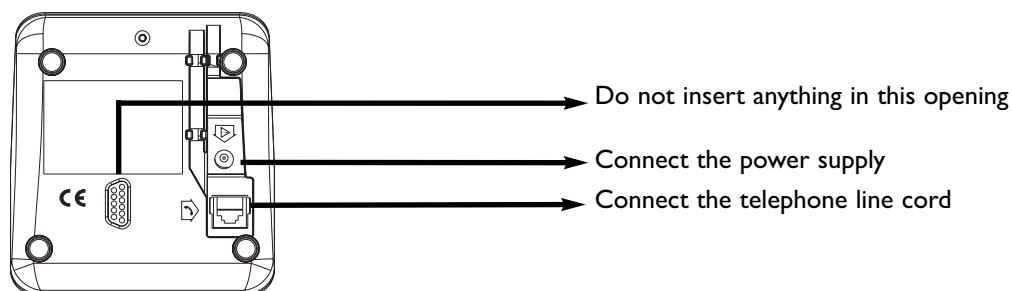 Do not insert anything in this opening
Connect the power supply
CE
Connect the telephone line cord